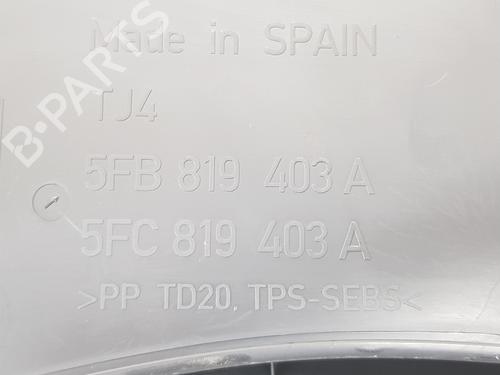 Made in SPAIN
B-PARTS
TJ4
5FB 819 403 A
5FC 819 403 A
>PP TD20, TPS-SEBS<